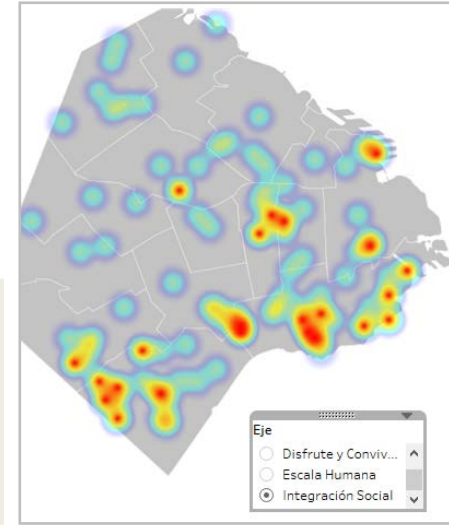 Eje
Disfrute y Conviv...
Escala Humana
Integración Social